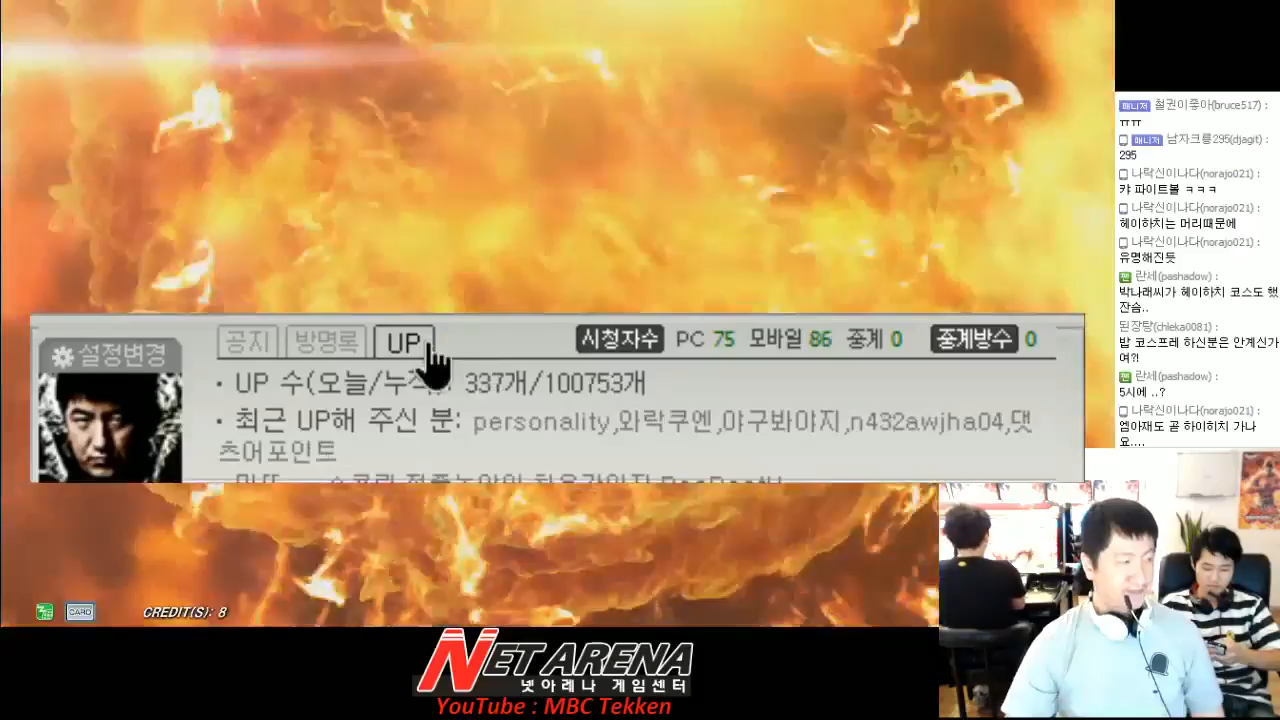 설정변경
공지 방명록 UP
시청자수 PC 75 모바일 86 중계 0 중계방수 0
· UP 수(오늘/누적): 337개/100753개
· 최근 UP해 주신 분: personality,와락쿠엔,야구봐야지,n432awjha04,댓
츠어포인트
CREDIT(S): 8
CARD
NET ARENA
넷아레나 게임센터
YouTube : MBC Tekken
매니저 철권이좋아(bruce517) :
ㅠㅠ
매니저 남자크롱295(djagit) :
295
나락신이나다(norajo021) :
캬 파이트볼 ㅋㅋㅋ
나락신이나다(norajo021) :
헤이하치는 머리때문에
나락신이나다(norajo021) :
유명해진듯
팬 란세(pashadow) :
박나래씨가 헤이하치 코스도 했
잔슴..
된장탕(chleka0081) :
밥 코스프레 하신분은 안계신가
여?!
팬 란세(pashadow) :
5시에 ..?
나락신이나다(norajo021) :
엠아재도 곧 하이히치 가나
요....